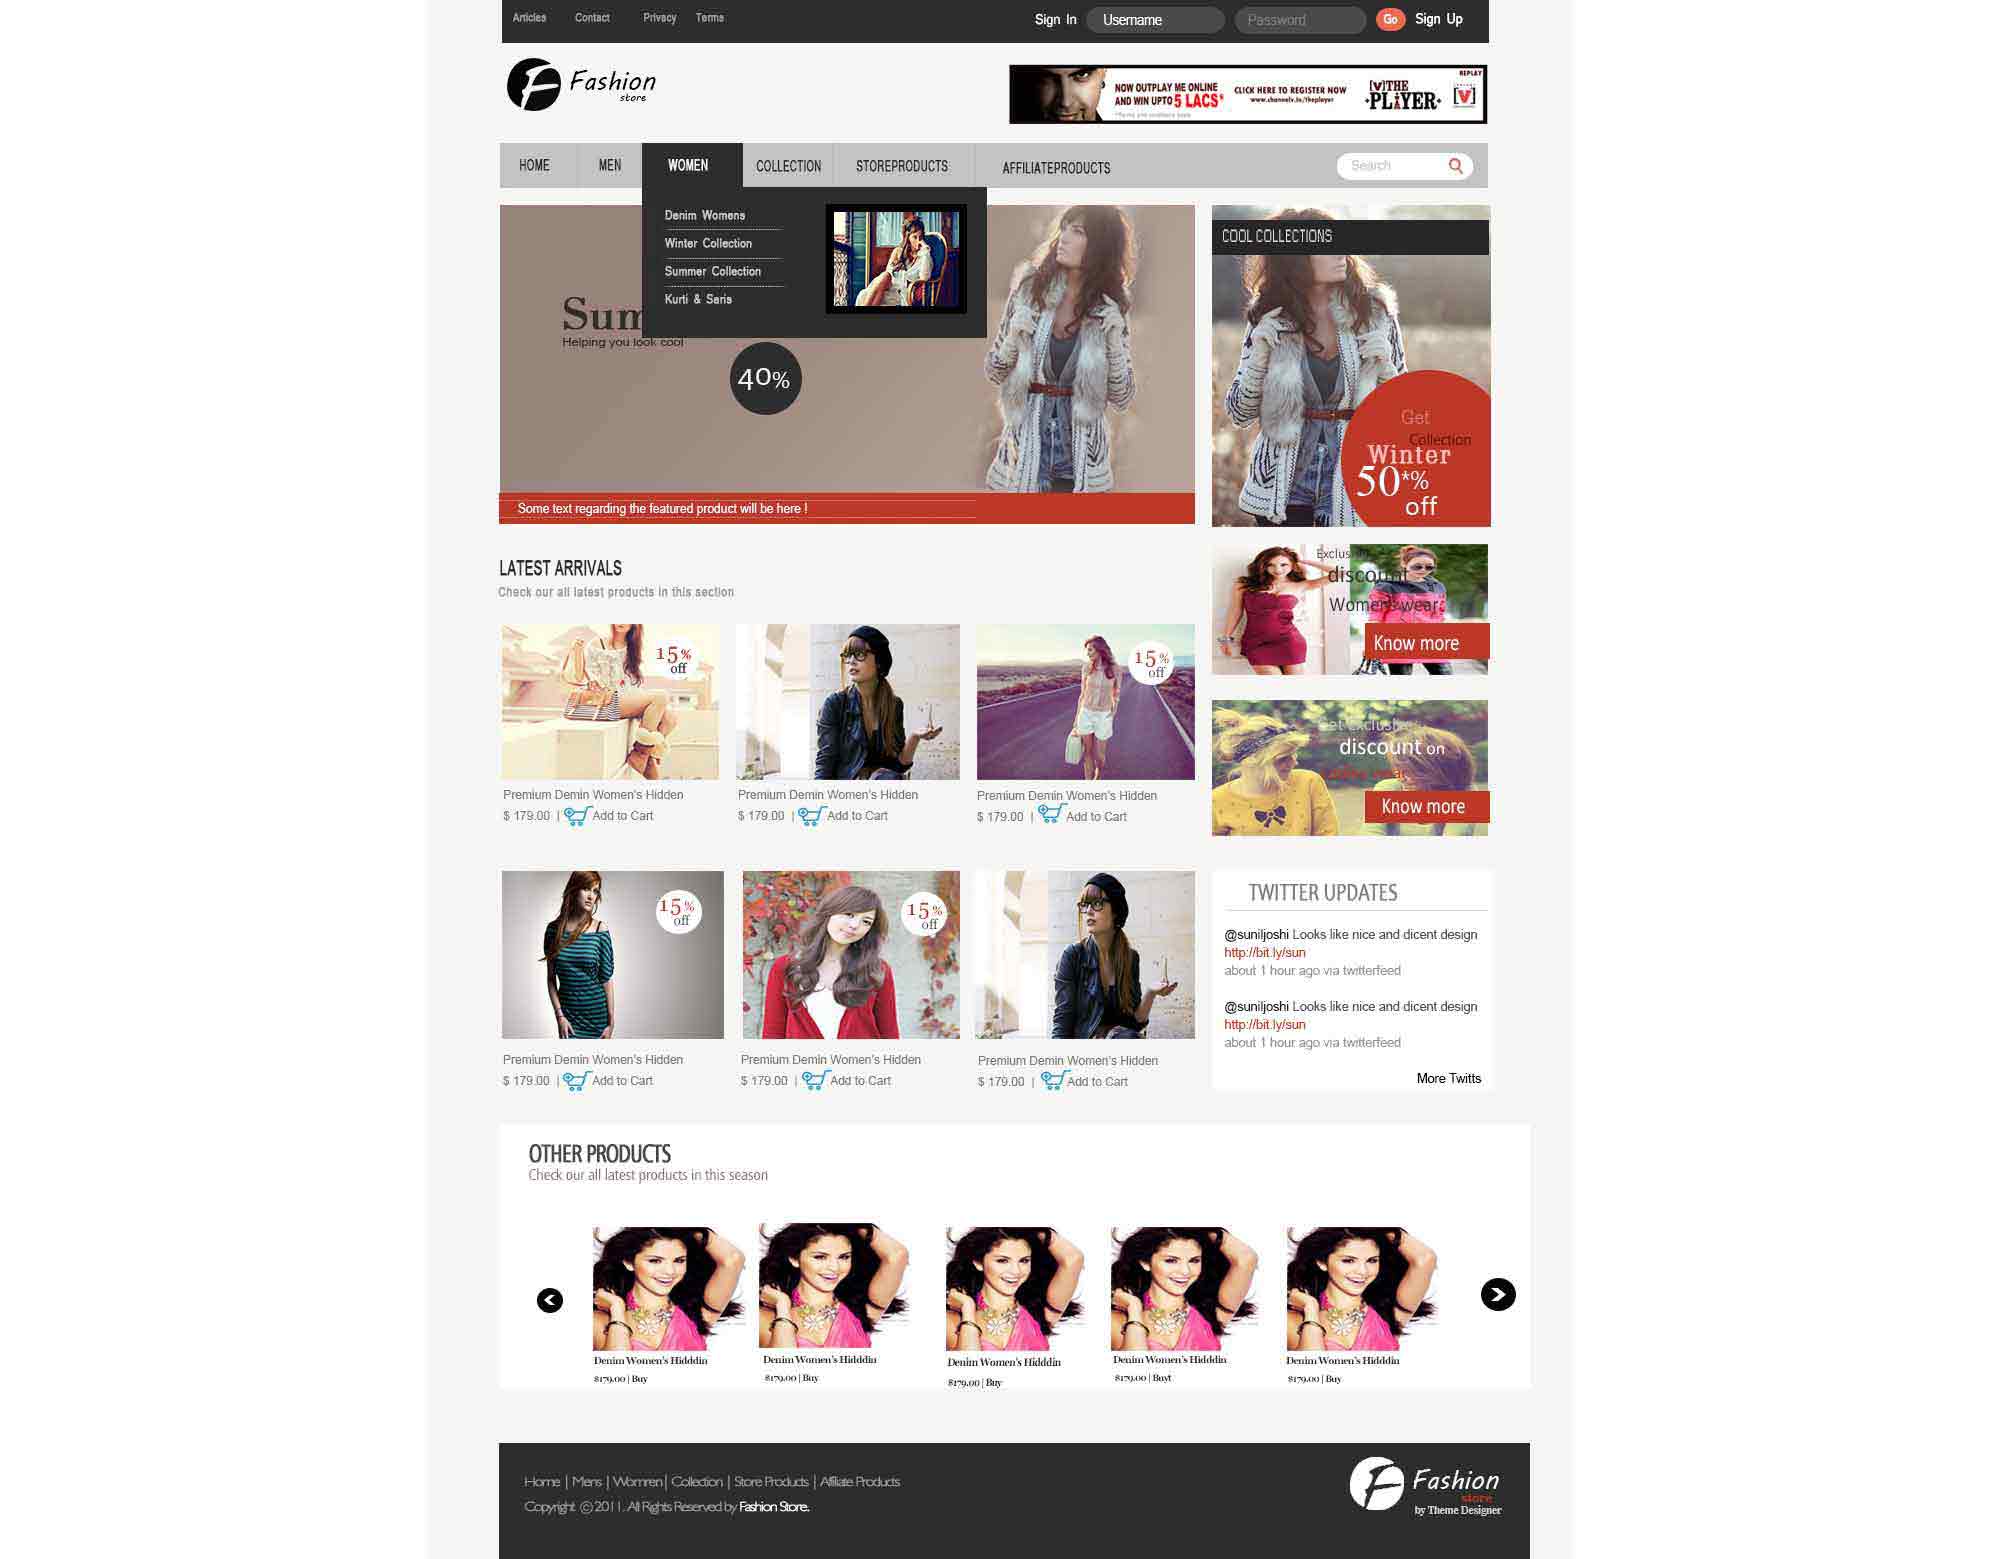 Articles Contact Privacy Terms
Sign In Username Password Go Sign Up
Fashion
store
NOW OUTPLAY ME ONLINE
AND WIN UPTO 5 LACS*
CLICK HERE TO REGISTER NOW
www.channelv.in/theplayer
[V]THE
PLAYER
REPLAY
[V]
HOME MEN WOMEN COLLECTION STOREPRODUCTS AFFILIATEPRODUCTS Search
Denim Womens
Winter Collection
Summer Collection
Kurti & Saris
Sum
Helping you look cool
40%
Some text regarding the featured product will be here !
COOL COLLECTIONS
Get
Collection
Winter
50*%
off
LATEST ARRIVALS
Check our all latest products in this section
15%
off
15%
off
Premium Demin Women's Hidden
$ 179.00 | Add to Cart
Premium Demin Women's Hidden
$ 179.00 | Add to Cart
Premium Demin Women's Hidden
$ 179.00 | Add to Cart
15%
off
15%
off
Premium Demin Women's Hidden
$ 179.00 | Add to Cart
Premium Demin Women's Hidden
$ 179.00 | Add to Cart
Premium Demin Women's Hidden
$ 179.00 | Add to Cart
discount
Women's wear
Know more
Get exclusive
discount on
Know more
TWITTER UPDATES
@suniljoshi Looks like nice and dicent design
http://bit.ly/sun
about 1 hour ago via twitterfeed
@suniljoshi Looks like nice and dicent design
http://bit.ly/sun
about 1 hour ago via twitterfeed
More Twitts
OTHER PRODUCTS
Check our all latest products in this season
Denim Women's Hidddin
$179.00 | Buy
Denim Women's Hidddin
$179.00 | Buy
Denim Women's Hidddin
$179.00 | Buy
Denim Women's Hidddin
$179.00 | Buyt
Denim Women's Hidddin
$179.00 | Buy
Home | Mens | Womren | Collection | Store Products | Affiliate Products
Copyright © 2011. All Rights Reserved by Fashion Store.
Fashion
store
by Theme Designer